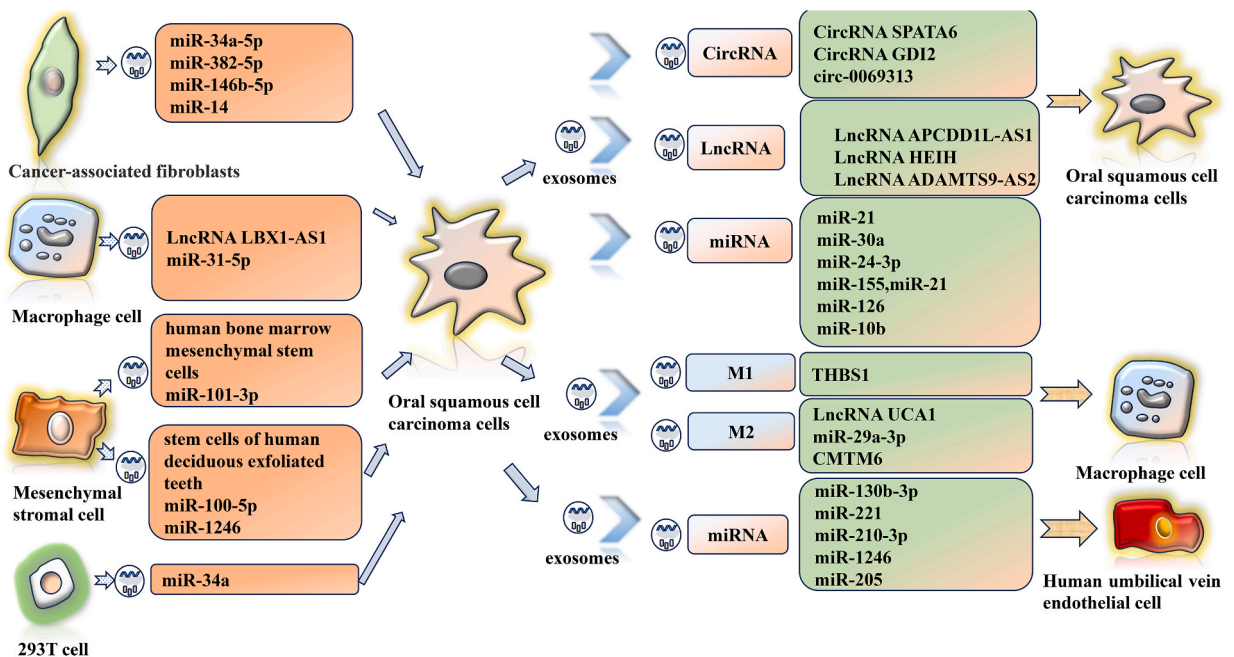 miR-34a-5p
miR-382-5p
miR-146b-5p
miR-14
Cancer-associated fibroblasts
LncRNA LBX1-AS1
miR-31-5p
Macrophage cell
human bone marrow
mesenchymal stem
cells
miR-101-3p
stem cells of human
deciduous exfoliated
teeth
miR-100-5p
miR-1246
Mesenchymal
stromal cell
miR-34a
293T cell
Oral squamous cell
carcinoma cells
exosomes
CircRNA
CircRNA SPATA6
CircRNA GDI2
circ-0069313
LncRNA
LncRNA APCDD1L-AS1
LncRNA HEIH
LncRNA ADAMTS9-AS2
miRNA
miR-21
miR-30a
miR-24-3p
miR-155,miR-21
miR-126
miR-10b
Oral squamous cell
carcinoma cells
exosomes
M1
THBS1
M2
LncRNA UCA1
miR-29a-3p
CMTM6
Macrophage cell
exosomes
miRNA
miR-130b-3p
miR-221
miR-210-3p
miR-1246
miR-205
Human umbilical vein
endothelial cell